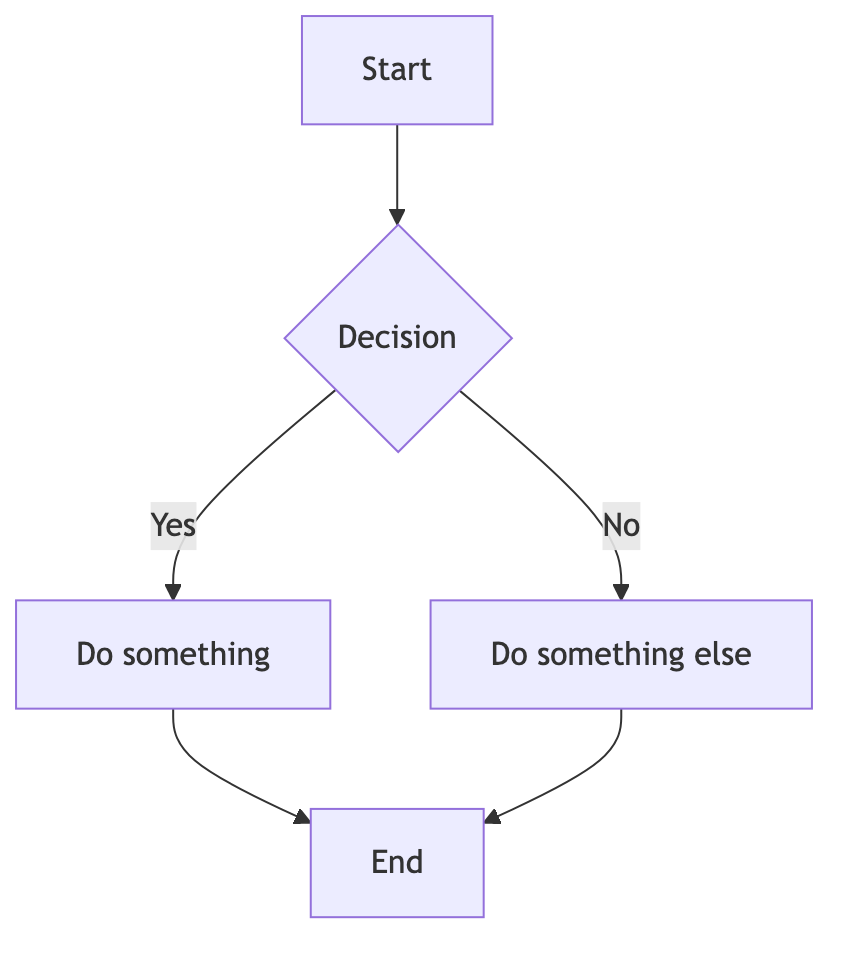 Start
Decision
Yes
No
Do something
Do something else
End